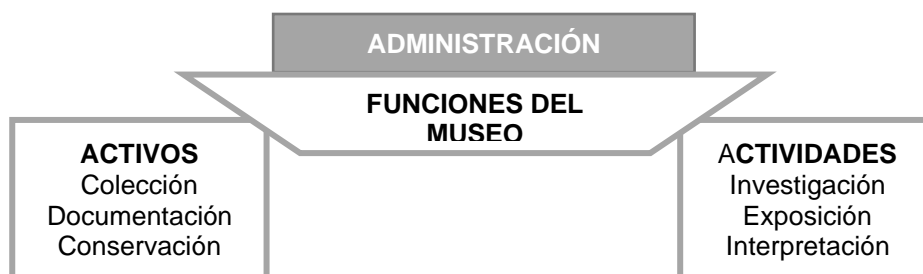 ADMINISTRACIÓN
FUNCIONES DEL
MUSEO
ACTIVOS
Colección
Documentación
Conservación
ACTIVIDADES
Investigación
Exposición
Interpretación